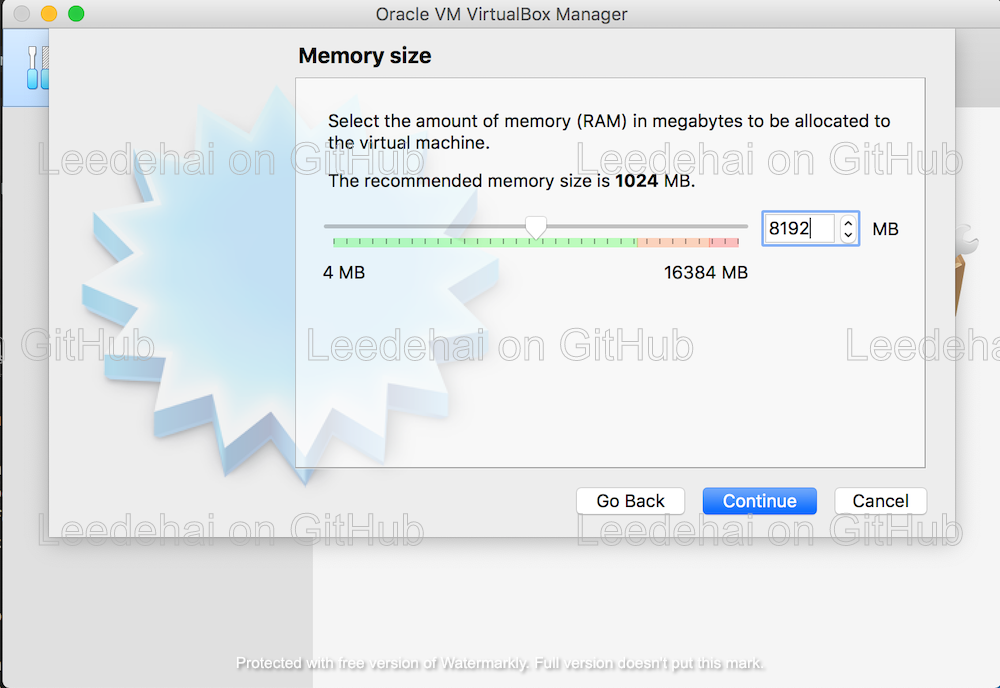 Oracle VM VirtualBox Manager
Memory size
Select the amount of memory (RAM) in megabytes to be allocated to
the virtual machine.
Leedehai on GitHub
Leedehai on GitHub
The recommended memory size is 1024 MB.
8192 MB
4 MB
16384 MB
GitHub
Leedehai on GitHub
Leedeha
Go Back
Continue
Cancel
Leedehai on GitHub
Leedehai on GitHub
Protected with free version of Watermarkly. Full version doesn't put this mark.